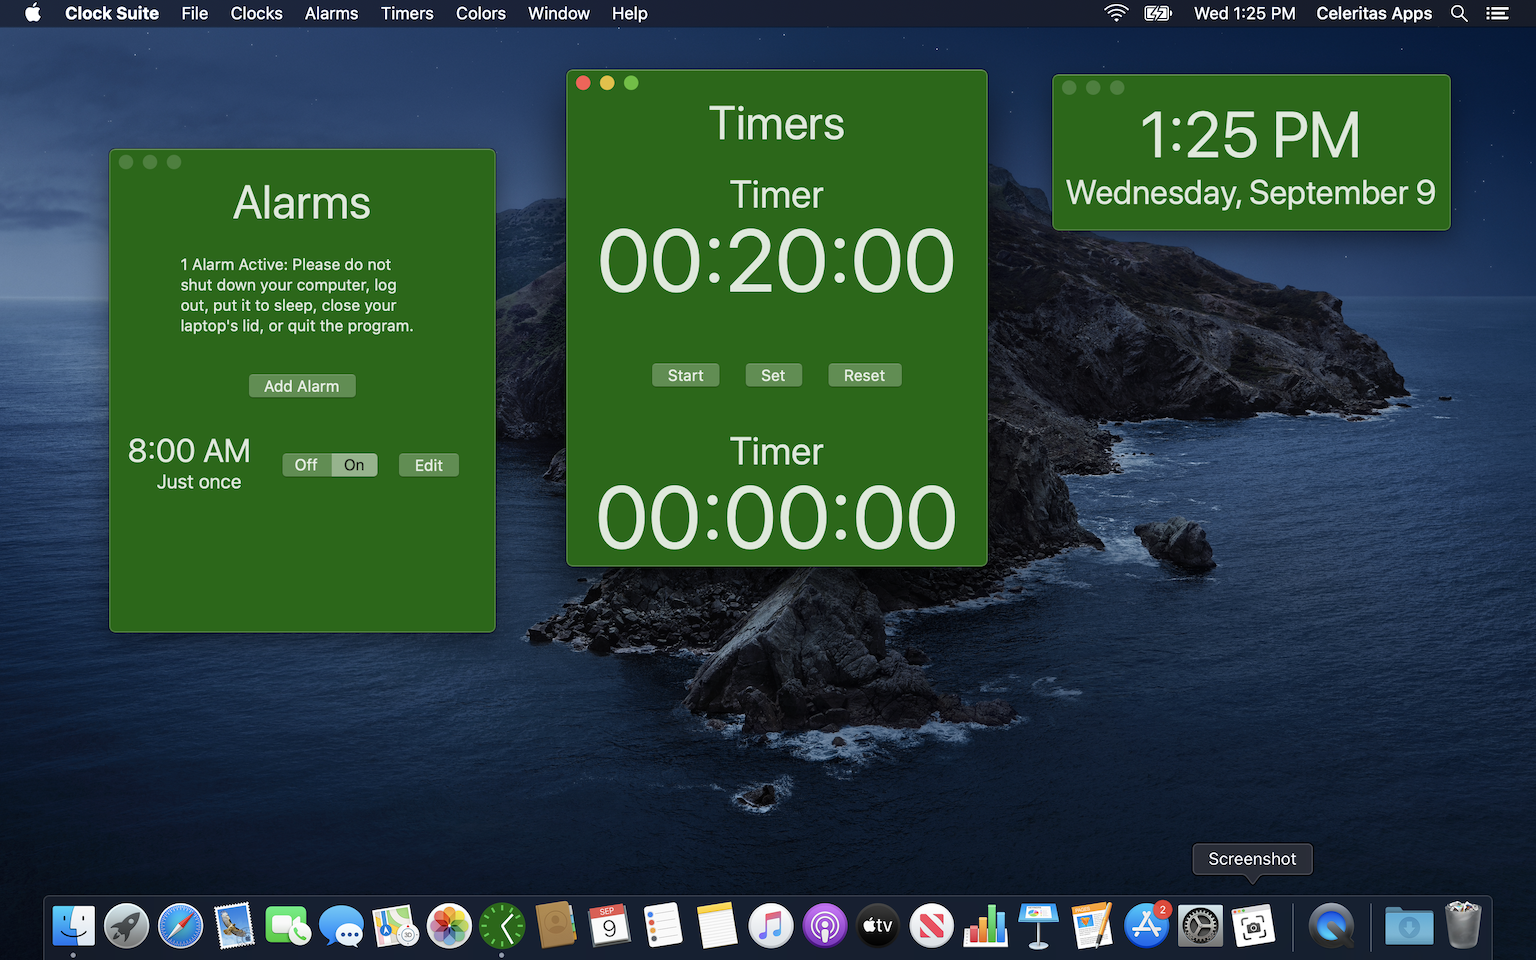 Clock Suite File Clocks Alarms Timers Colors Window Help Wed 1:25 PM Celeritas Apps
Alarms
1 Alarm Active: Please do not
shut down your computer, log
out, put it to sleep, close your
laptop's lid, or quit the program.
Add Alarm
8:00 AM
Just once
Off On Edit
Timers
Timer
00:20:00
Start Set Reset
Timer
00:00:00
1:25 PM
Wednesday, September 9
Screenshot
SEP
9
3D
tv
PAGES
2